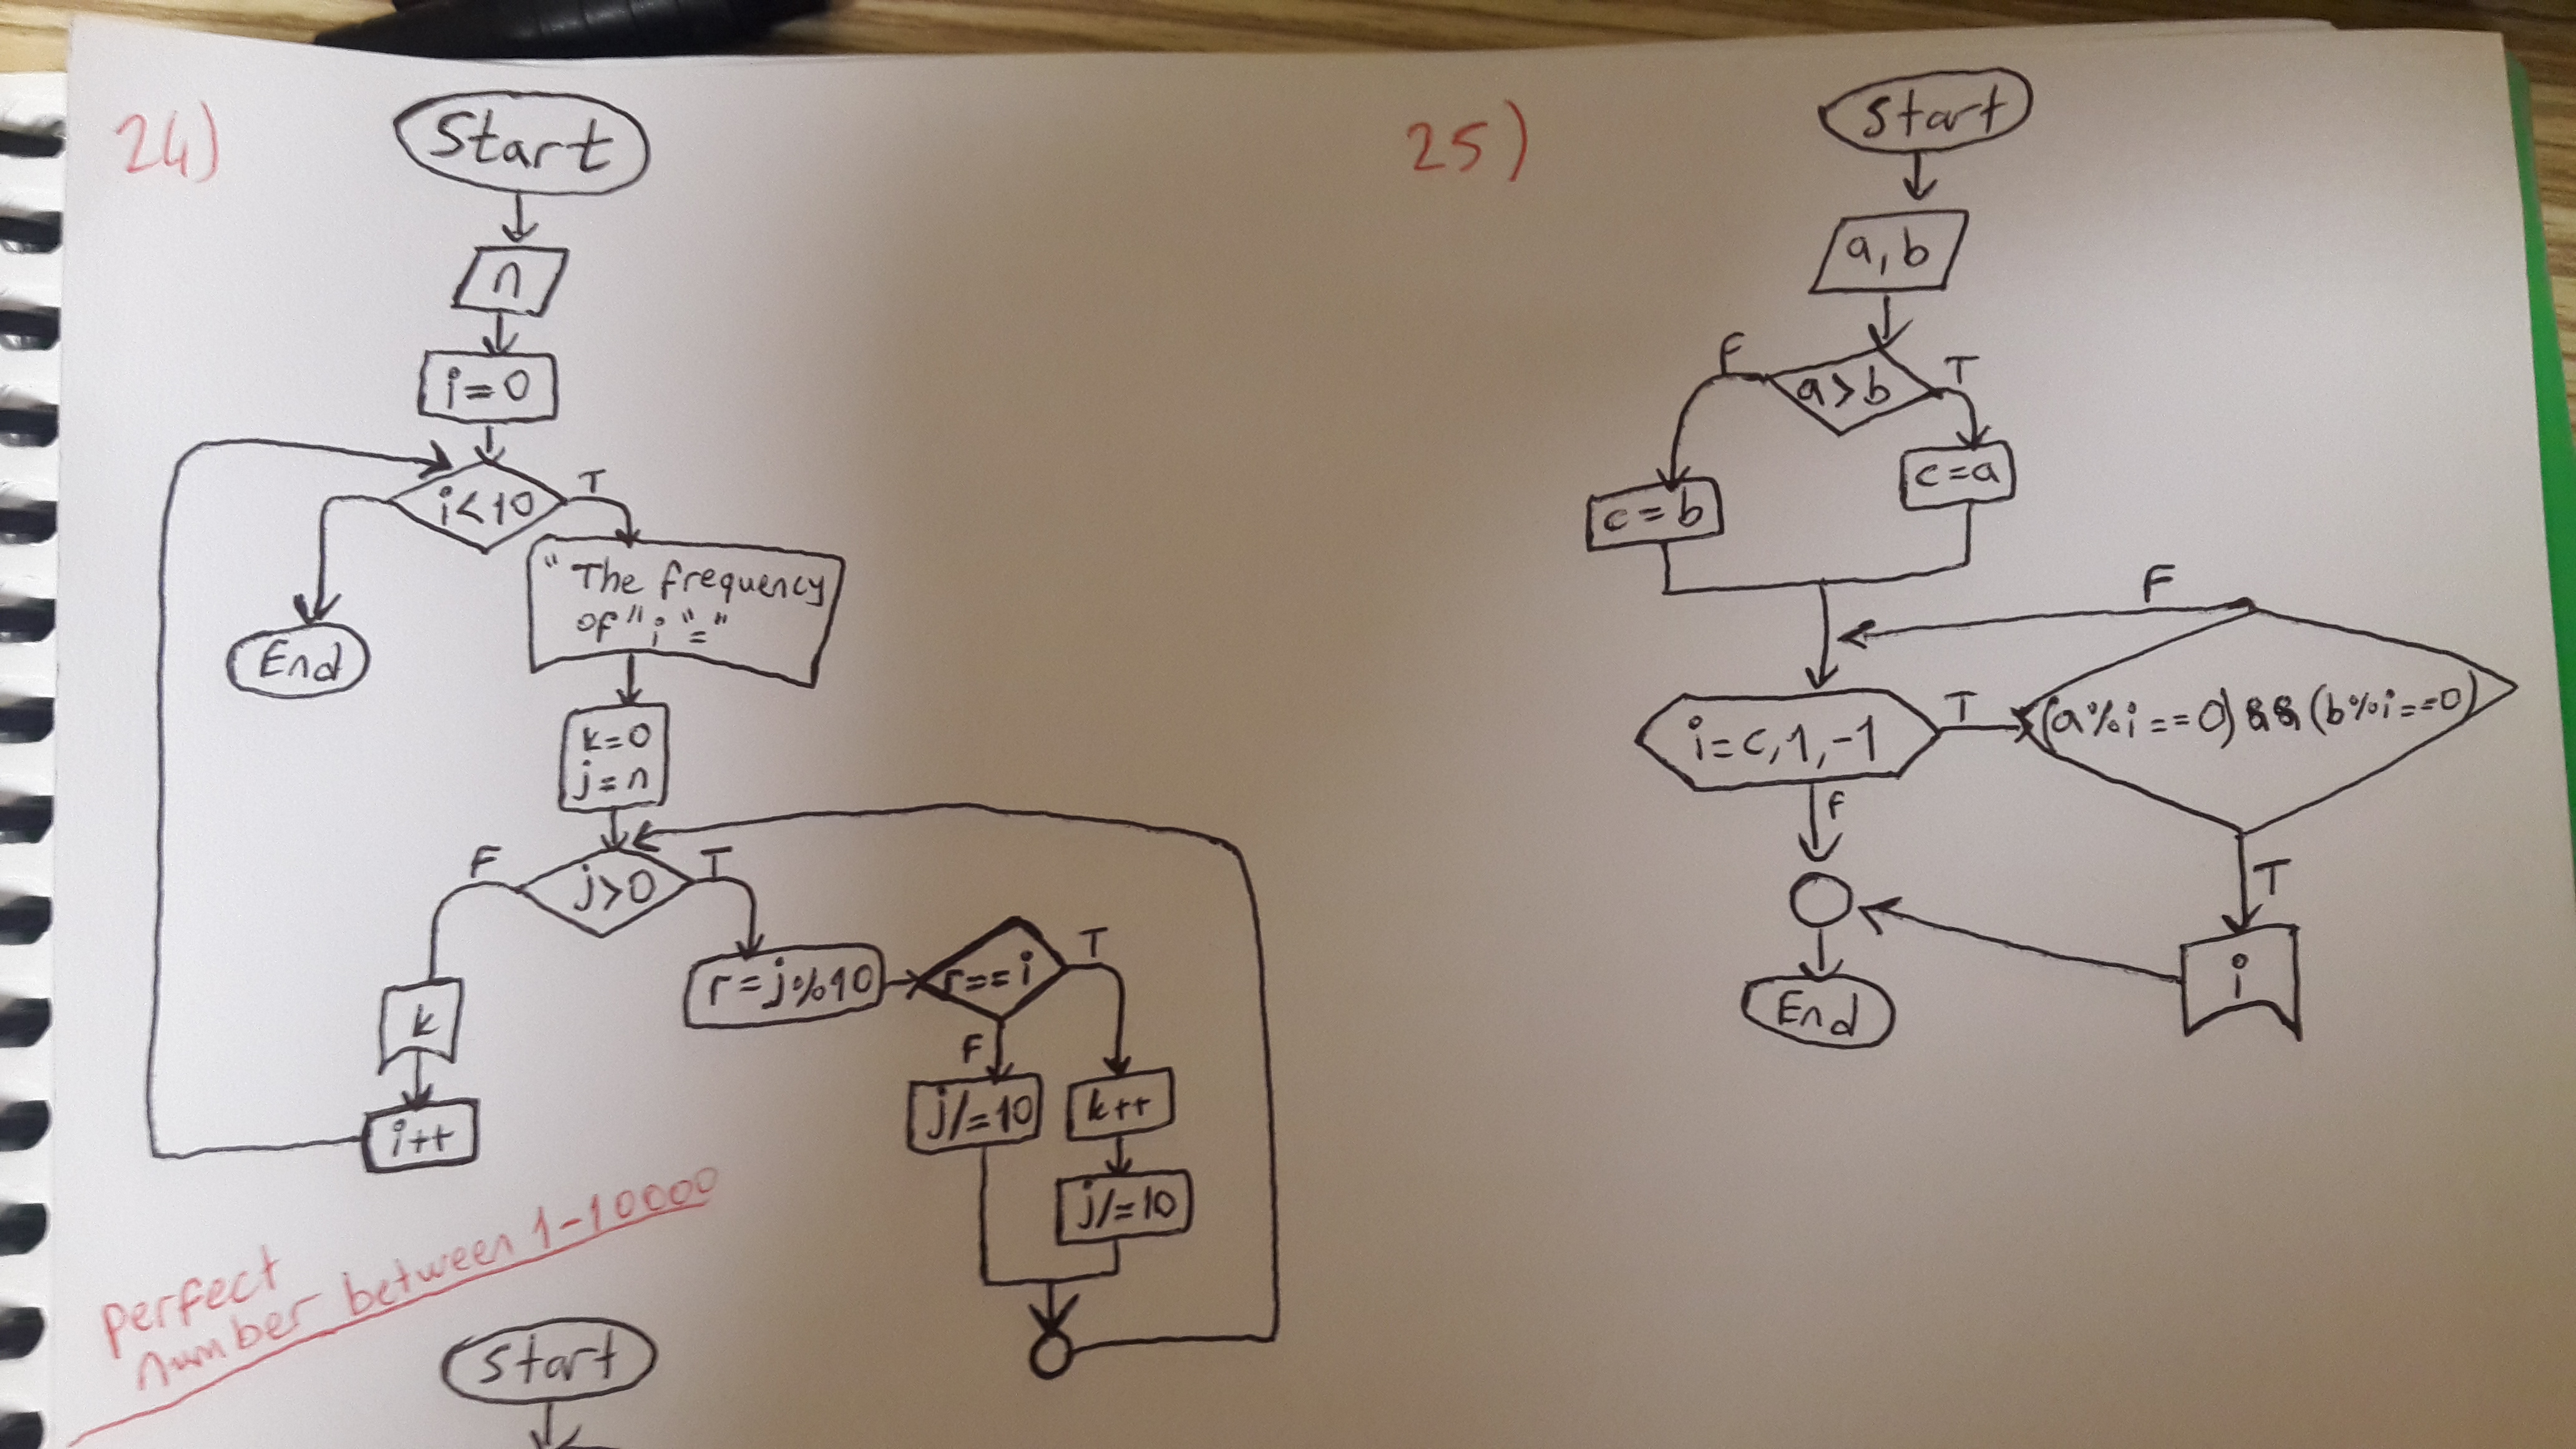 24)
Start
n
i=0
i<10
T
"The frequency
of" i "="
End
k=0
j=n
F
j>0
T
r=j%10
r==i
T
F
k
j/=10
k++
i++
j/=10
perfect
number between 1-10000
Start
25)
Start
a, b
F
a>b
T
c=b
c=a
F
i=c,1,-1
T
(a%i==0) && (b%i==0)
F
T
i
End